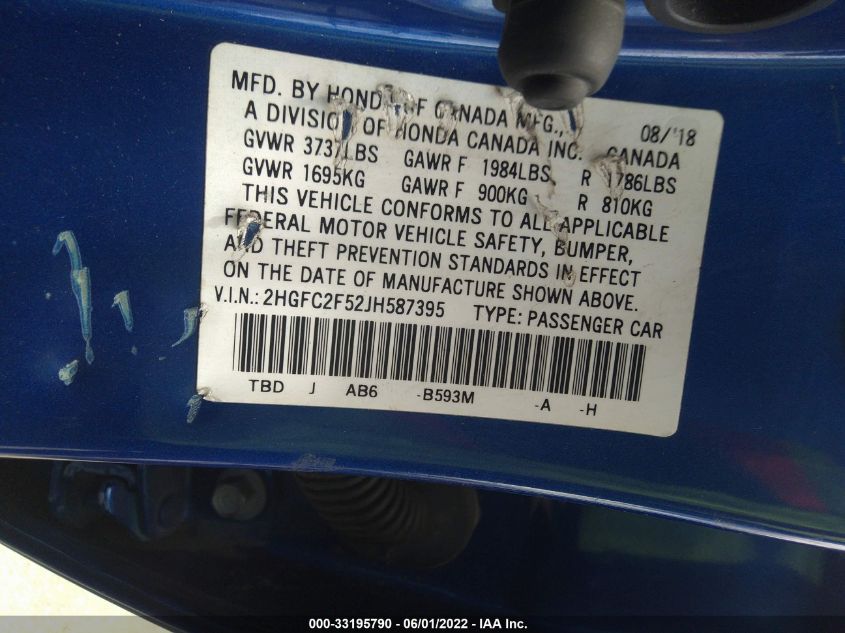 MFD. BY HONDA OF CANADA MFG., 08/'18
A DIVISION OF HONDA CANADA INC. CANADA
GVWR 3737LBS GAWR F 1984LBS R 1786LBS
GVWR 1695KG GAWR F 900KG R 810KG
THIS VEHICLE CONFORMS TO ALL APPLICABLE
FEDERAL MOTOR VEHICLE SAFETY, BUMPER,
AND THEFT PREVENTION STANDARDS IN EFFECT
ON THE DATE OF MANUFACTURE SHOWN ABOVE.
V.I.N.: 2HGFC2F52JH587395 TYPE: PASSENGER CAR
TBD J AB6 -B593M -A -H
000-33195790 - 06/01/2022 - IAA Inc.